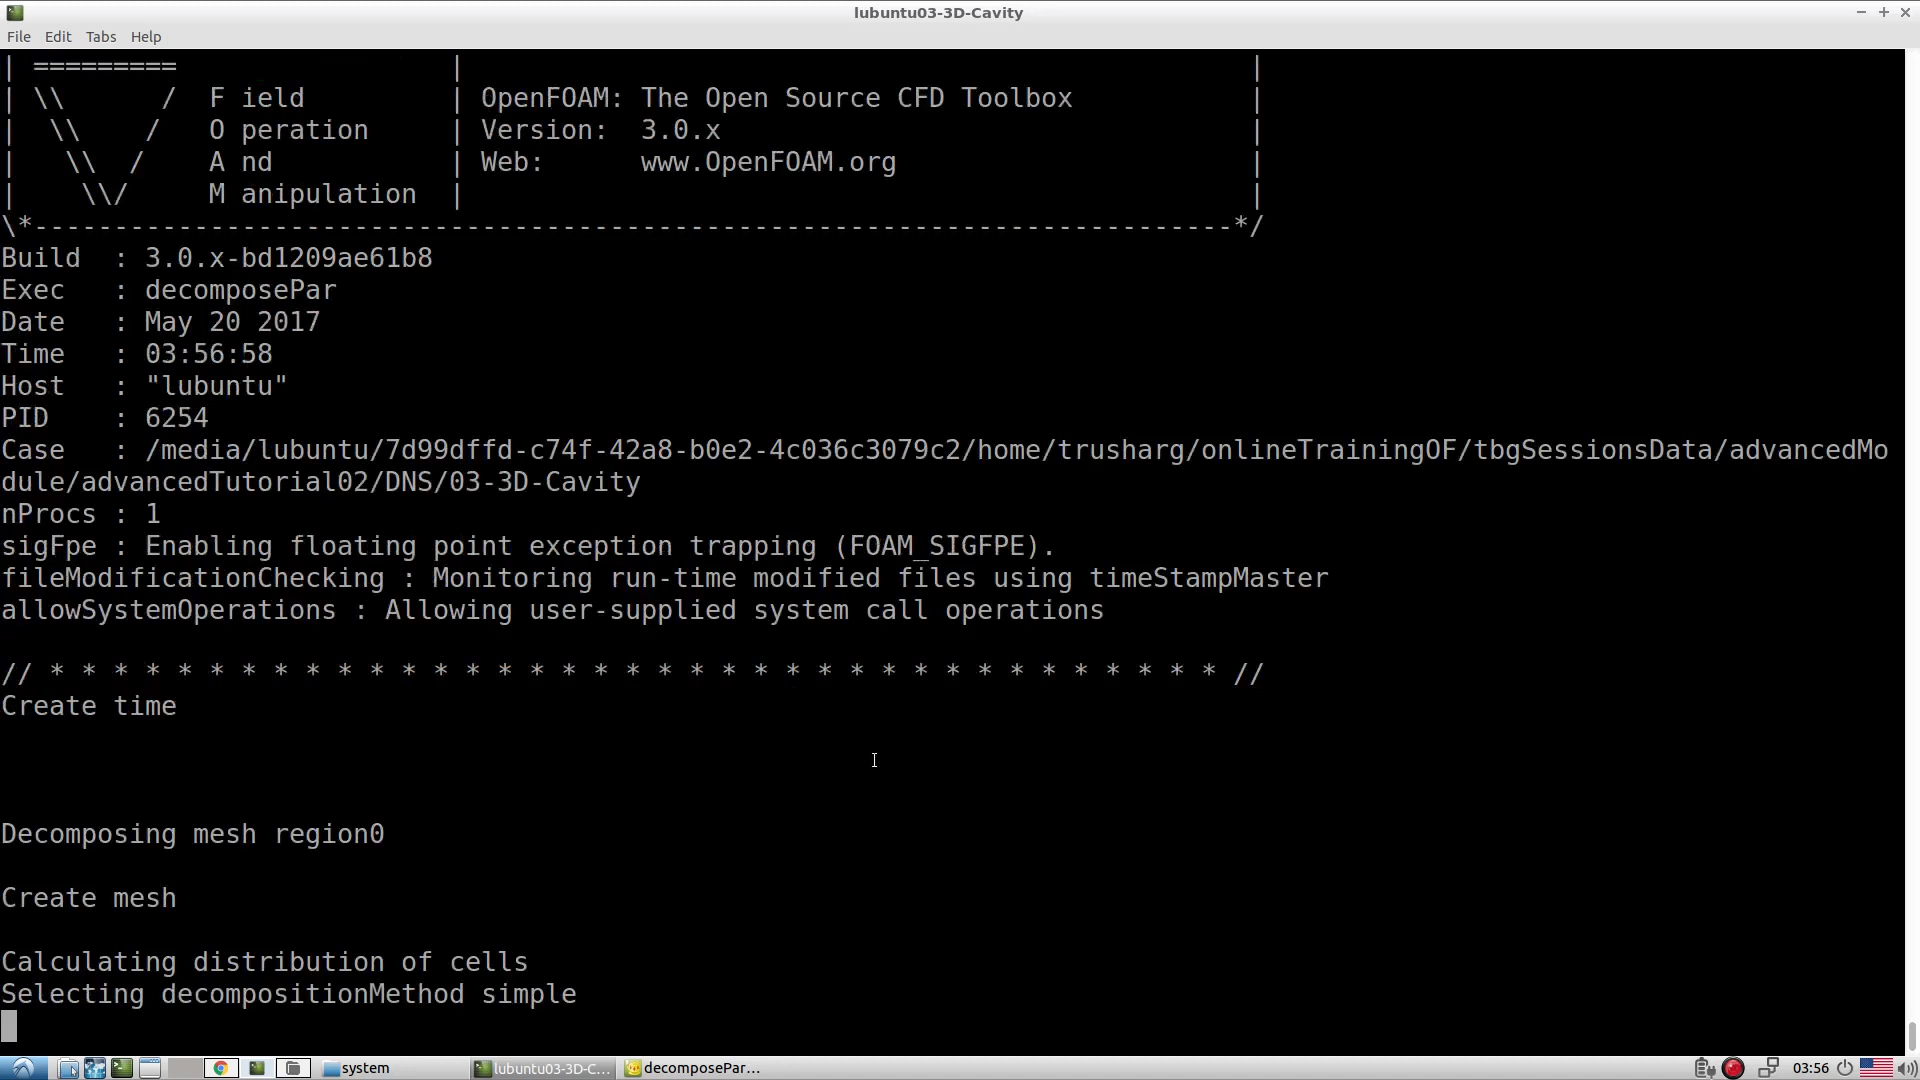 lubuntu03-3D-Cavity
File Edit Tabs Help
| =========                 |                                                 |
| \\      /  F ield         | OpenFOAM: The Open Source CFD Toolbox           |
|  \\    /   O peration     | Version:  3.0.x                                 |
|   \\  /    A nd           | Web:      www.OpenFOAM.org                      |
|    \\/     M anipulation  |                                                 |
\*---------------------------------------------------------------------------*/
Build  : 3.0.x-bd1209ae61b8
Exec   : decomposePar
Date   : May 20 2017
Time   : 03:56:58
Host   : "lubuntu"
PID    : 6254
Case   : /media/lubuntu/7d99dffd-c74f-42a8-b0e2-4c036c3079c2/home/trusharg/onlineTrainingOF/tbgSessionsData/advancedMo
dule/advancedTutorial02/DNS/03-3D-Cavity
nProcs : 1
sigFpe : Enabling floating point exception trapping (FOAM_SIGFPE).
fileModificationChecking : Monitoring run-time modified files using timeStampMaster
allowSystemOperations : Allowing user-supplied system call operations
// * * * * * * * * * * * * * * * * * * * * * * * * * * * * * * * * * * * * * //
Create time
Decomposing mesh region0
Create mesh
Calculating distribution of cells
Selecting decompositionMethod simple
system lubuntu03-3D-C... decomposePar... 03:56